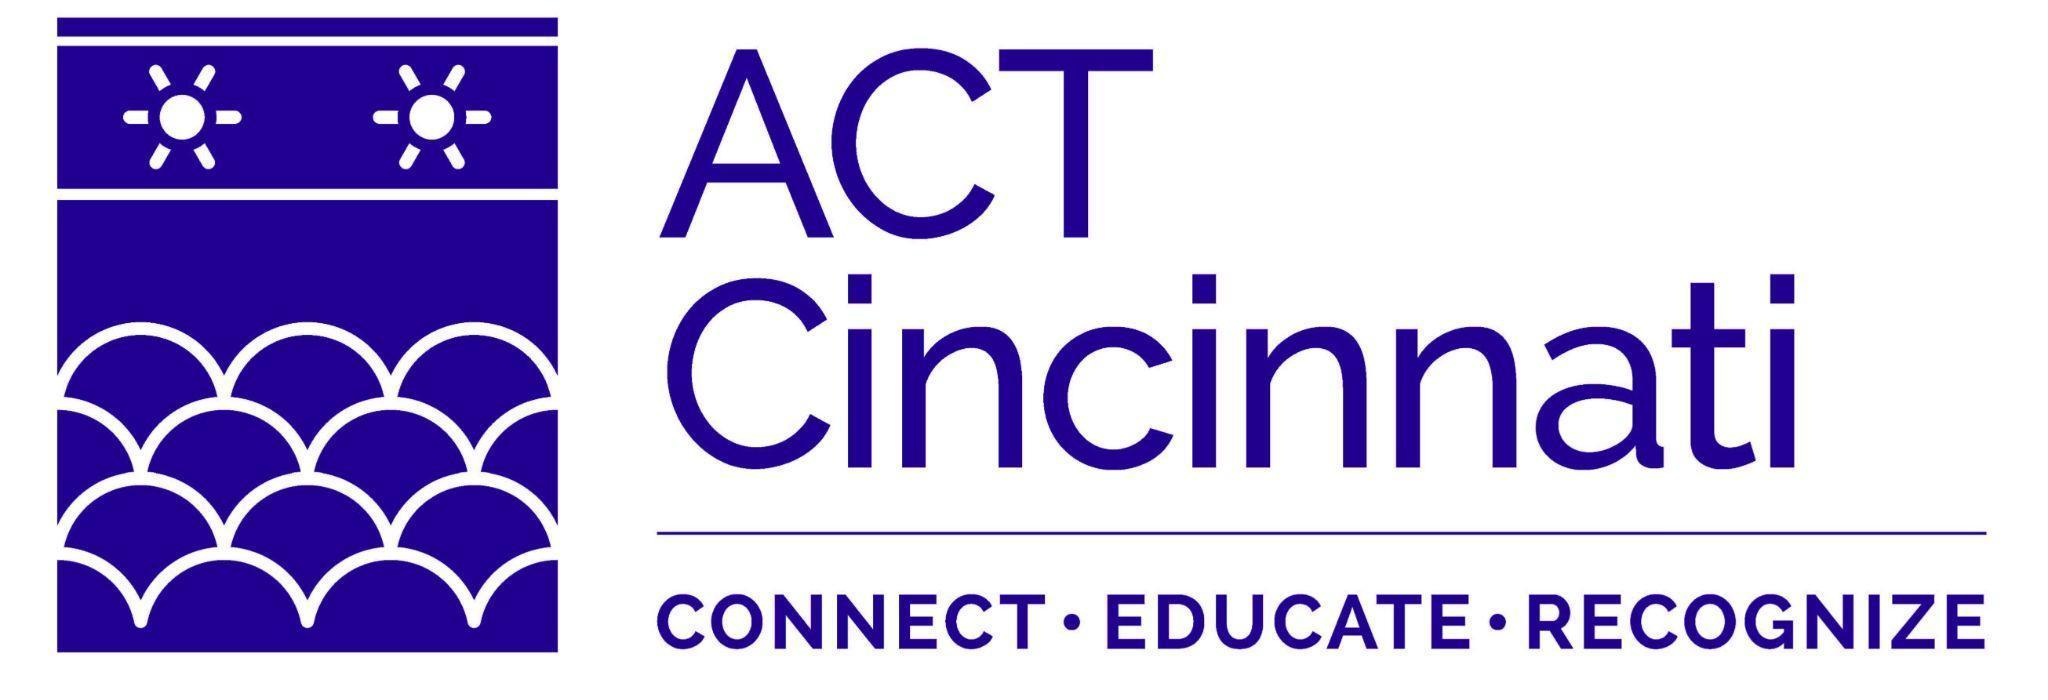 ACT
Cincinnati
CONNECT • EDUCATE • RECOGNIZE